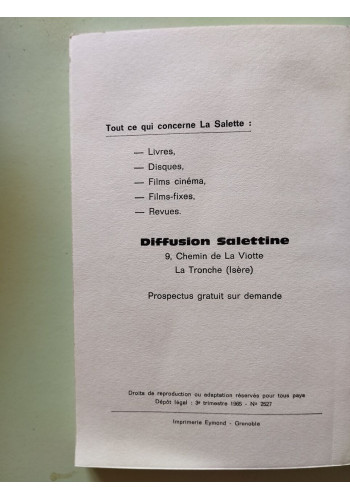 Tout ce qui concerne La Salette :
— Livres,
— Disques,
— Films cinéma,
— Films-fixes,
— Revues.
Diffusion Salettine
9, Chemin de La Viotte
La Tronche (Isère)
Prospectus gratuit sur demande
Droits de reproduction ou adaptation réservés pour tous pays
Dépôt légal : 3e trimestre 1965 - No 2527
Imprimerie Eymond - Grenoble